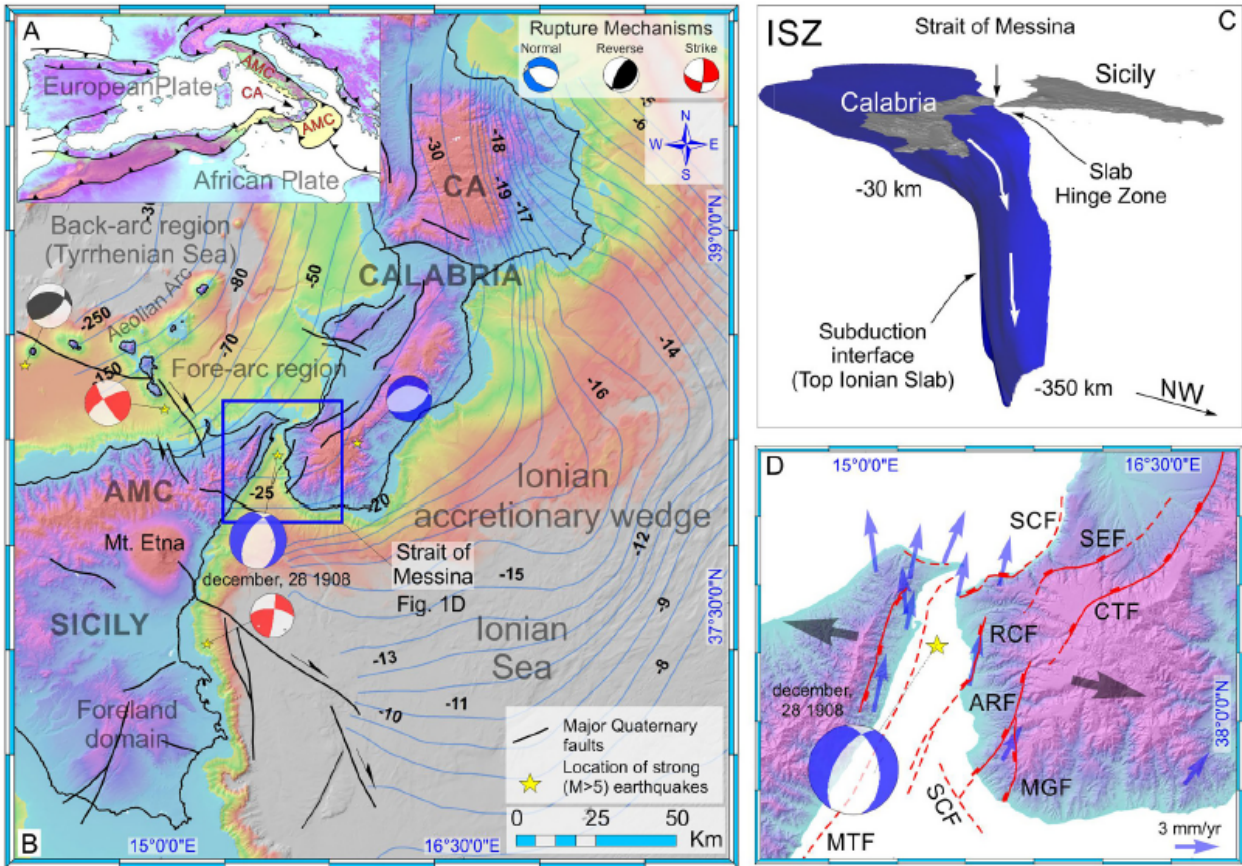 A
EuropeanPlate
AMC
CA
AMC
African Plate
Rupture Mechanisms
Normal
Reverse
Strike
N
W E
S
-6
-30
-18
-19
-17
CA
39°0'0"N
Back-arc region
(Tyrrhenian Sea)
-50
-80
CALABRIA
-250
Aeolian Arc
-70
-150
Fore-arc region
-14
-16
AMC
-25
-20
Ionian
accretionary wedge
Mt. Etna
Strait of
Messina
Fig. 1D
december, 28 1908
-12
-15
37°30'0"N
SICILY
Ionian
Sea
-9
-8
-13
-11
-10
Foreland
domain
Major Quaternary
faults
Location of strong
(M>5) earthquakes
0 25 50
Km
B
15°0'0"E
16°30'0"E
ISZ
Strait of Messina
C
Calabria
Sicily
-30 km
Slab
Hinge Zone
Subduction
interface
(Top Ionian Slab)
-350 km
NW
D
15°0'0"E
16°30'0"E
SCF
SEF
CTF
RCF
december,
28 1908
ARF
MGF
SCF
MTF
38°0'0"N
3 mm/yr